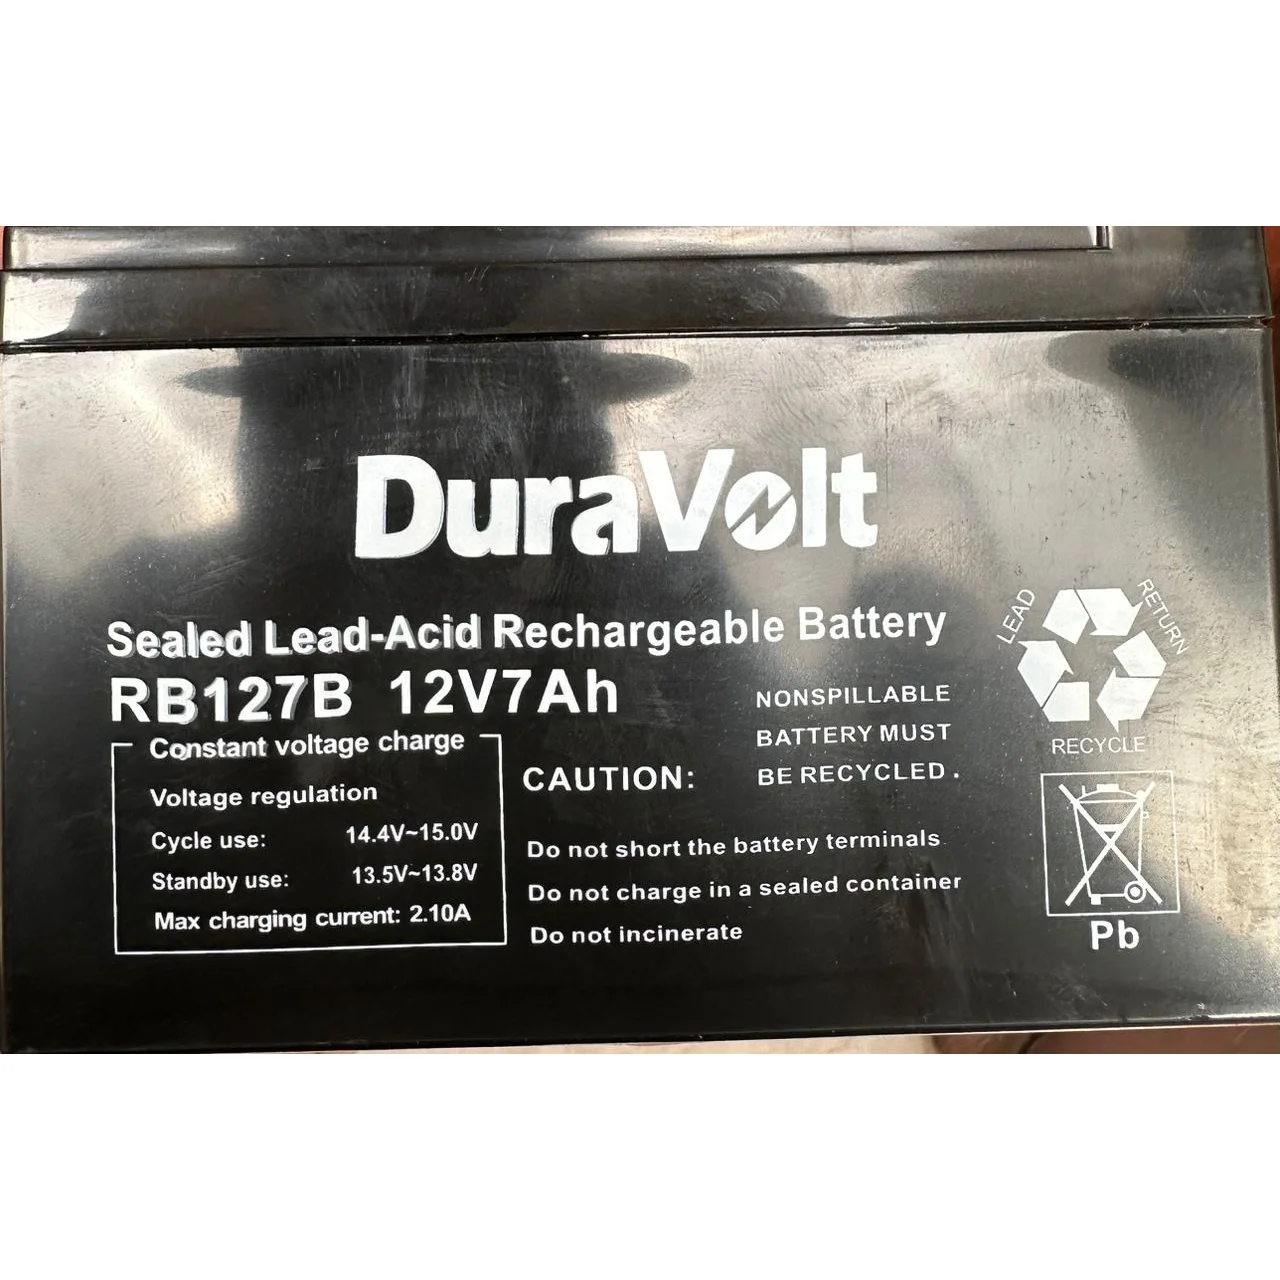 DuraVolt
Sealed Lead-Acid Rechargeable Battery
RB127B 12V7Ah
Constant voltage charge
Voltage regulation
Cycle use: 14.4V~15.0V
Standby use: 13.5V~13.8V
Max charging current: 2.10A
CAUTION:
NONSPILLABLE
BATTERY MUST
BE RECYCLED.
Do not short the battery terminals
Do not charge in a sealed container
Do not incinerate
LEAD
RETURN
RECYCLE
Pb